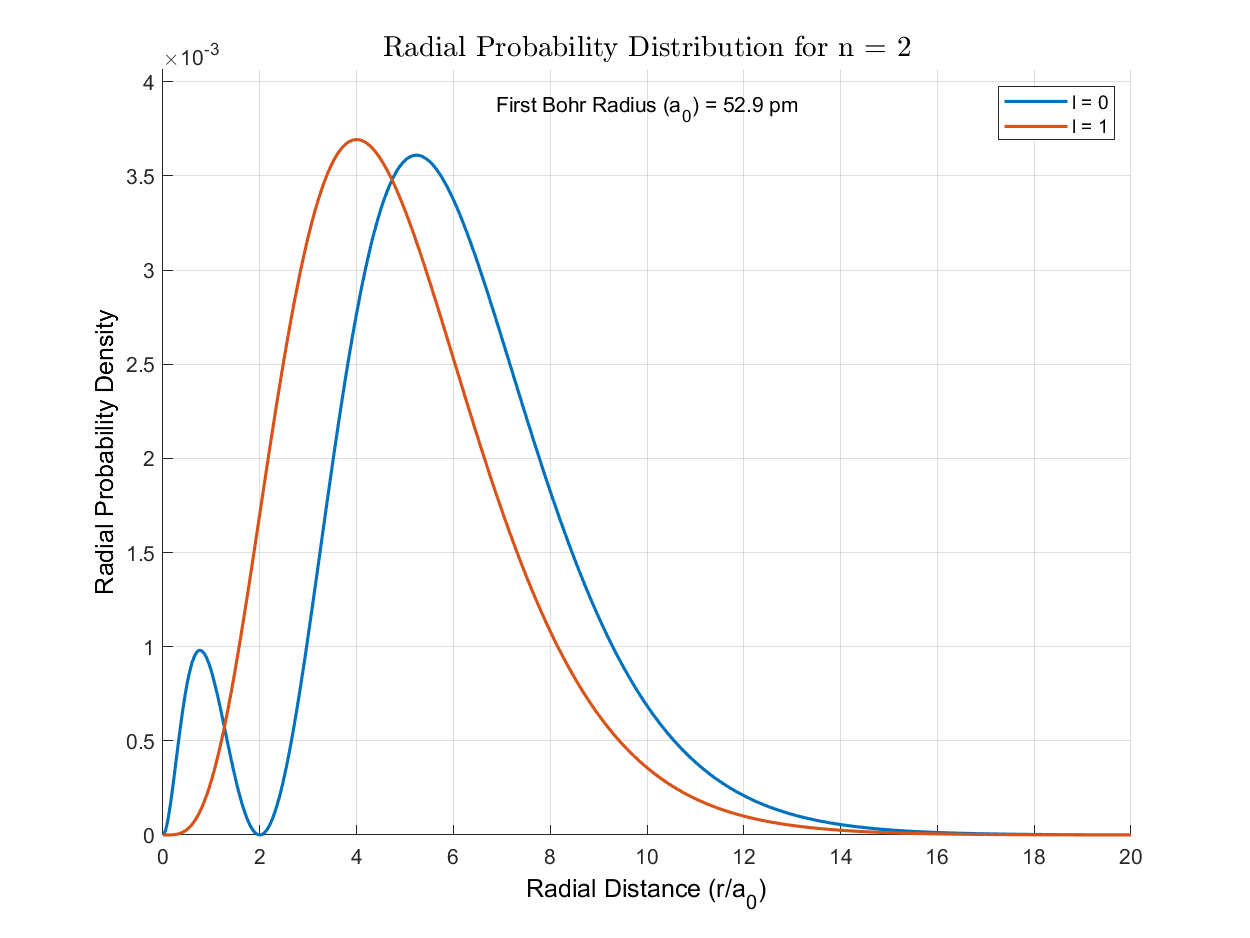 Radial Probability Distribution for n = 2
×10-3
First Bohr Radius (a0) = 52.9 pm
l = 0
l = 1
4
3.5
3
2.5
2
1.5
1
0.5
0
Radial Probability Density
0 2 4 6 8 10 12 14 16 18 20
Radial Distance (r/a0)